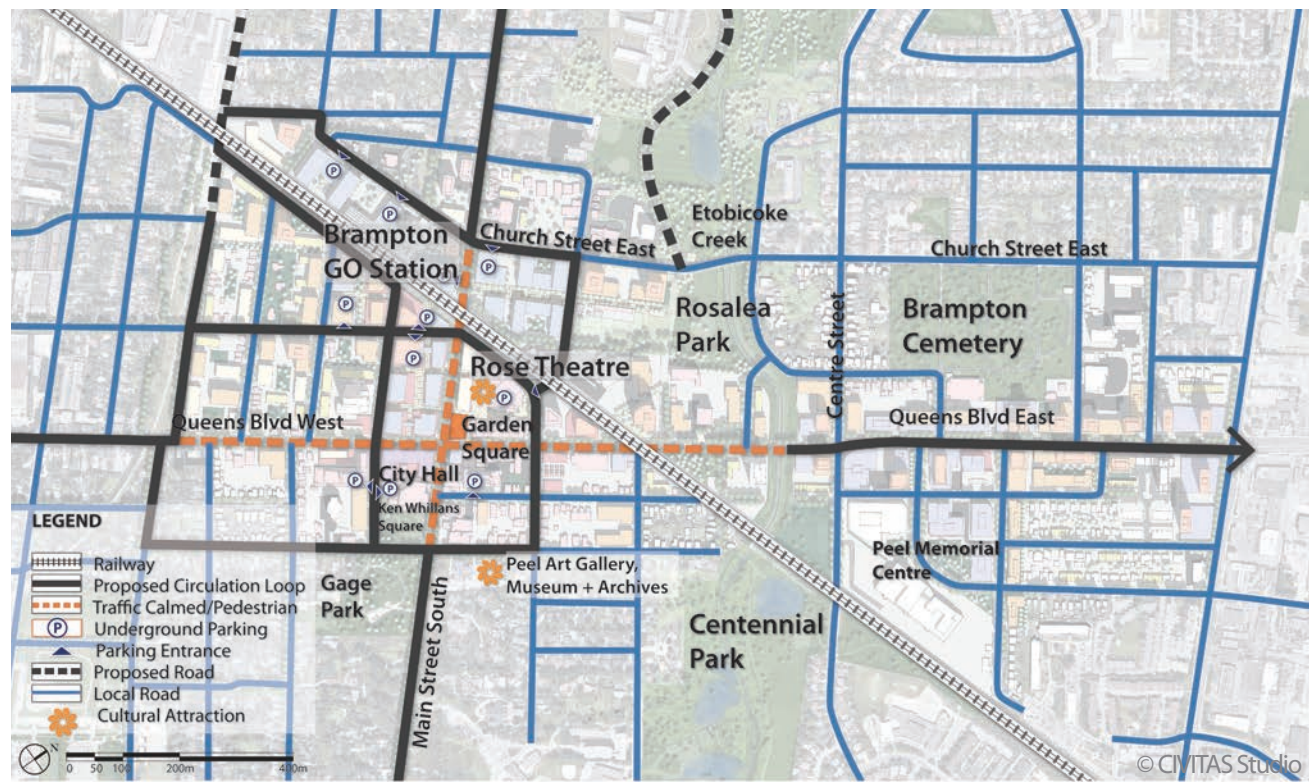 Brampton
GO Station
Church Street East
Etobicoke
Creek
Church Street East
Rosalea
Park
Brampton
Cemetery
Centre Street
Rose Theatre
Queens Blvd West
Garden
Square
Queens Blvd East
City Hall
Ken Whillans
Square
Peel Memorial
Centre
Peel Art Gallery,
Museum + Archives
Gage
Park
Main Street South
Centennial
Park
P
P
P
P
P
P
P
P
P
P
LEGEND
Railway
Proposed Circulation Loop
Traffic Calmed/Pedestrian
P Underground Parking
Parking Entrance
Proposed Road
Local Road
Cultural Attraction
N
0 50 100 200m 400m
© CIVITAS Studio